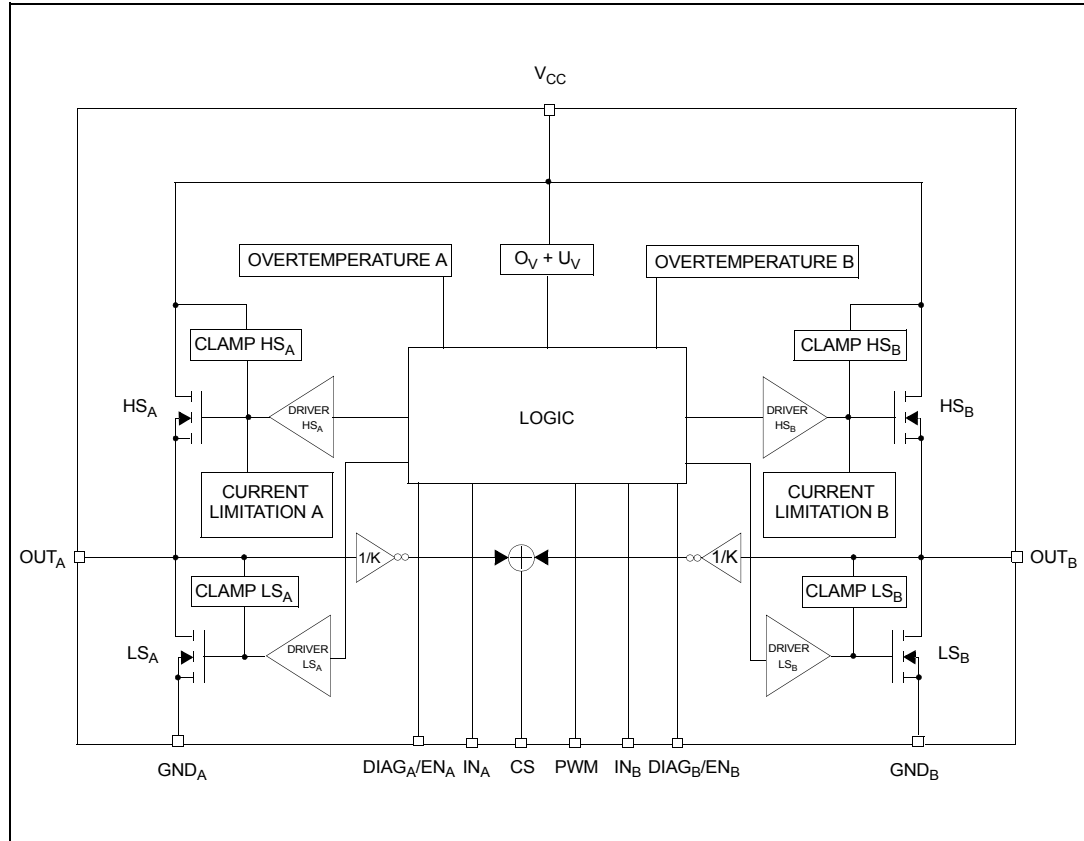 VCC
OVERTEMPERATURE A
OV + UV
OVERTEMPERATURE B
CLAMP HSA
CLAMP HSB
HSA
DRIVER
HSA
LOGIC
DRIVER
HSB
HSB
CURRENT
LIMITATION A
CURRENT
LIMITATION B
OUTA
1/K
1/K
OUTB
CLAMP LSA
CLAMP LSB
LSA
DRIVER
LSA
DRIVER
LSB
LSB
GNDA
DIAGA/ENA
INA
CS
PWM
INB
DIAGB/ENB
GNDB